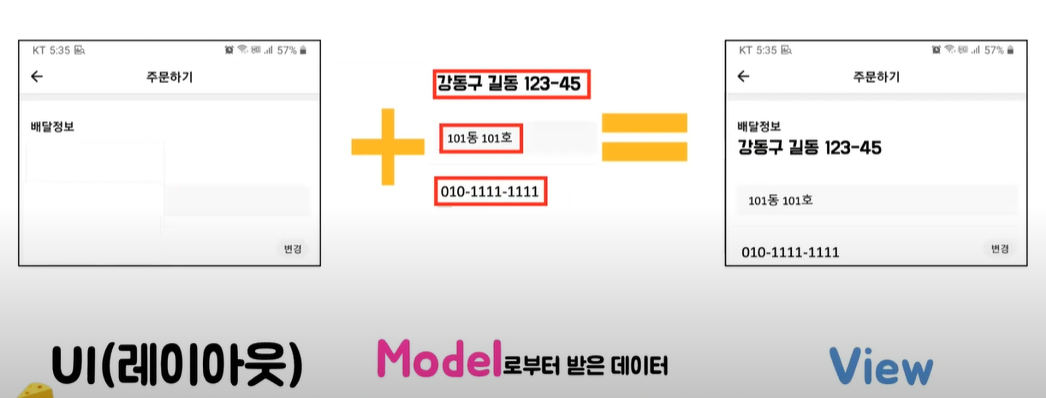 KT 5:35
57%
주문하기
배달정보
변경
강동구 길동 123-45
101동 101호
010-1111-1111
KT 5:35
57%
주문하기
배달정보
강동구 길동 123-45
101동 101호
010-1111-1111
변경
UI(레이아웃)
Model로부터 받은 데이터
View